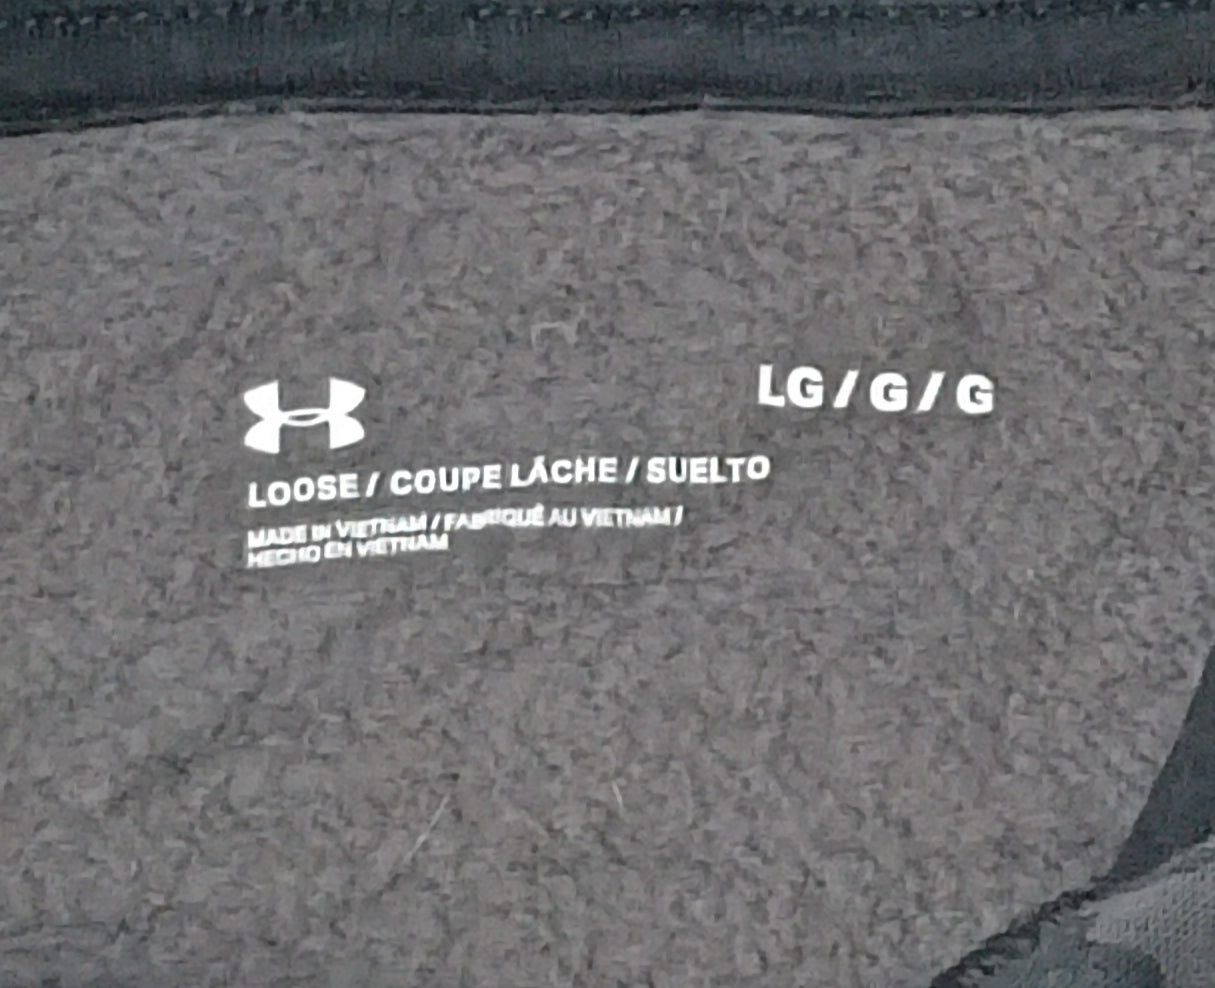 LG / G / G
LOOSE / COUPE LÂCHE / SUELTO
MADE IN VIETNAM / FABRIQUÉ AU VIETNAM /
HECHO EN VIETNAM